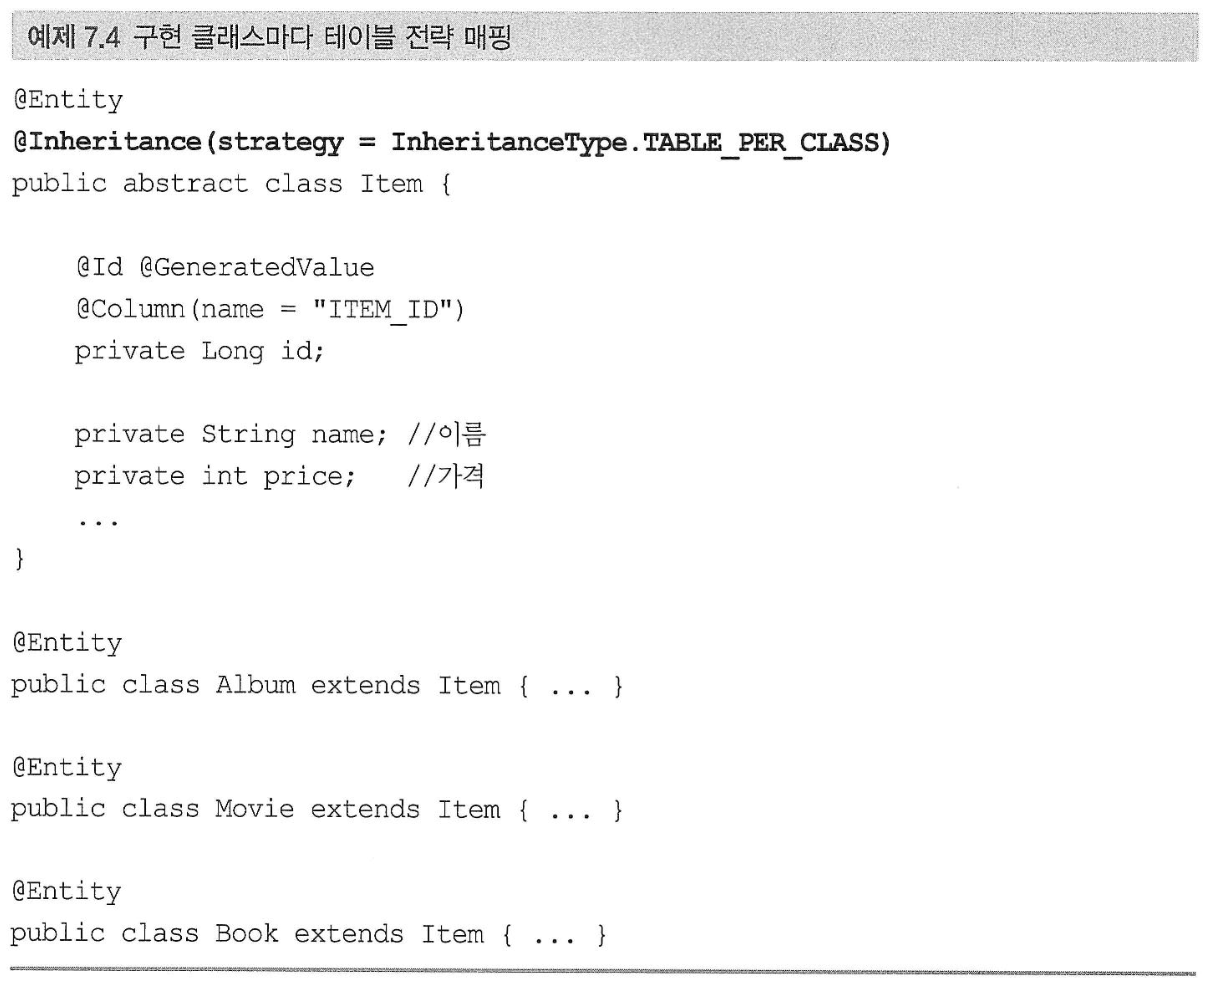 예제 7.4 구현 클래스마다 테이블 전략 매핑
@Entity
@Inheritance(strategy = InheritanceType.TABLE_PER_CLASS)
public abstract class Item {
@Id @GeneratedValue
@Column(name = "ITEM_ID")
private Long id;
private String name; //이름
private int price; //가격
...
}
@Entity
public class Album extends Item { ... }
@Entity
public class Movie extends Item { ... }
@Entity
public class Book extends Item { ... }